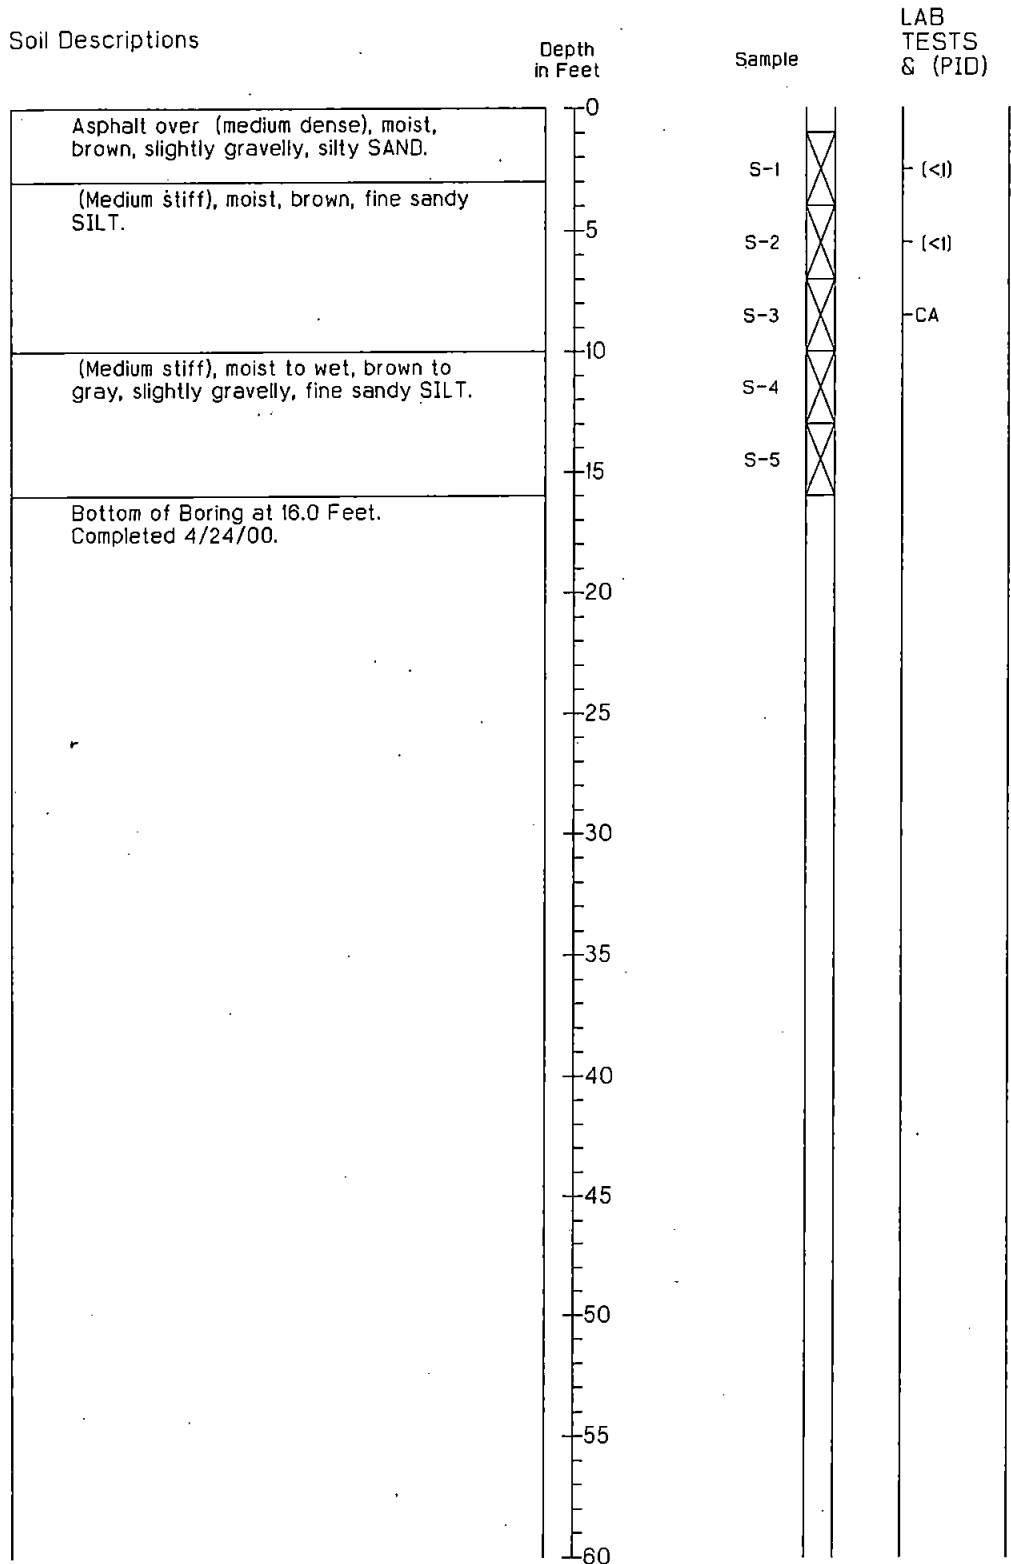 Soil Descriptions
Depth
in Feet
Sample
LAB
TESTS
& (PID)
Asphalt over (medium dense), moist,
brown, slightly gravelly, silty SAND.
(Medium stiff), moist, brown, fine sandy
SILT.
(Medium stiff), moist to wet, brown to
gray, slightly gravelly, fine sandy SILT.
Bottom of Boring at 16.0 Feet.
Completed 4/24/00.
0
5
10
15
20
25
30
35
40
45
50
55
60
S-1
S-2
S-3
S-4
S-5
(<1)
(<1)
CA